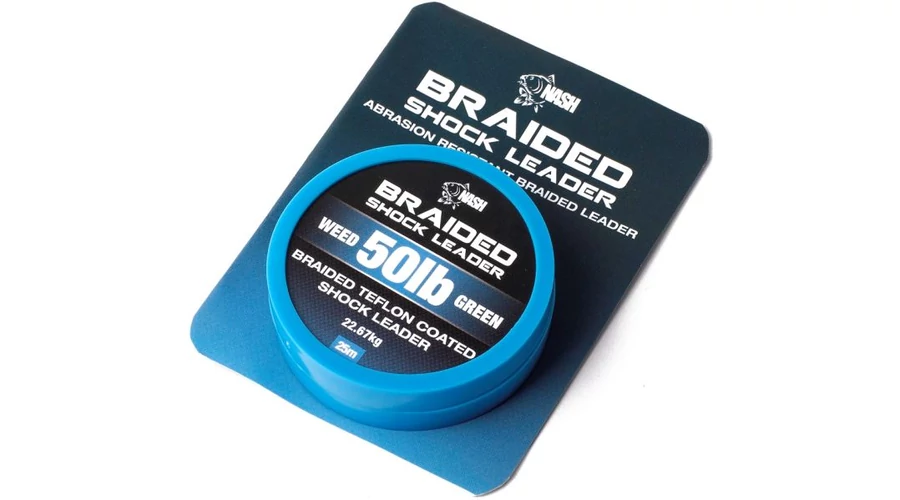 NASH
BRAIDED
SHOCK LEADER
ABRASION RESISTANT BRAIDED LEADER
NASH
BRAIDED
SHOCK LEADER
WEED 50lb GREEN
BRAIDED TEFLON COATED
SHOCK LEADER
22.67kg
25m